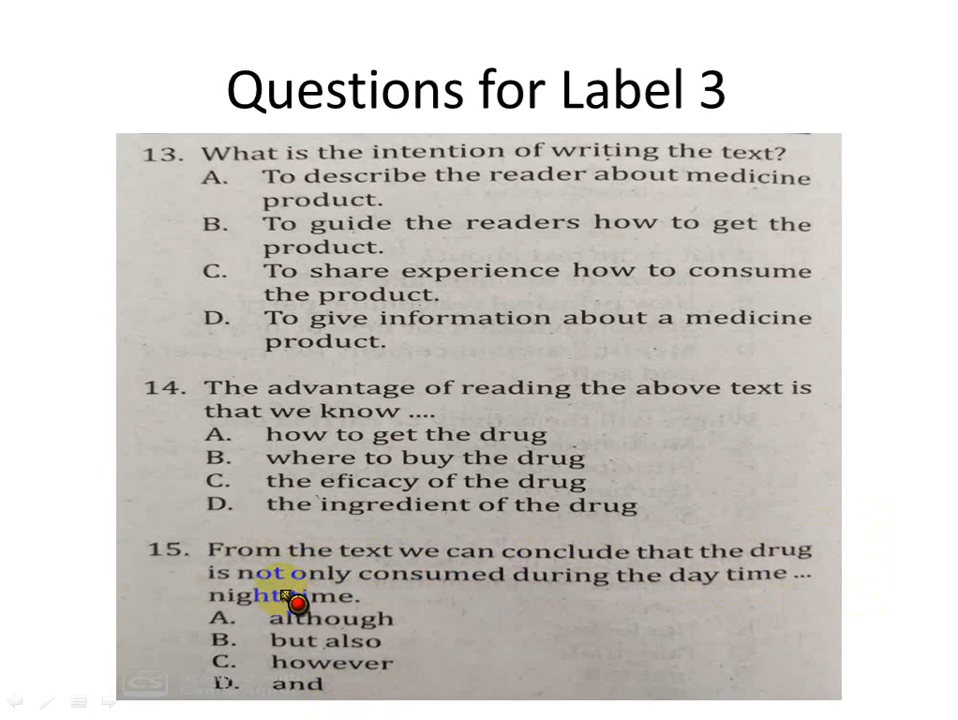 Questions for Label 3
13. What is the intention of writing the text?
A. To describe the reader about medicine
product.
B. To guide the readers how to get the
product.
C. To share experience how to consume
the product.
D. To give information about a medicine
product.
14. The advantage of reading the above text is
that we know ....
A. how to get the drug
B. where to buy the drug
C. the eficacy of the drug
D. the ingredient of the drug
15. From the text we can conclude that the drug
is not only consumed during the day time ...
night time.
A. although
B. but also
C. however
D. and
CS